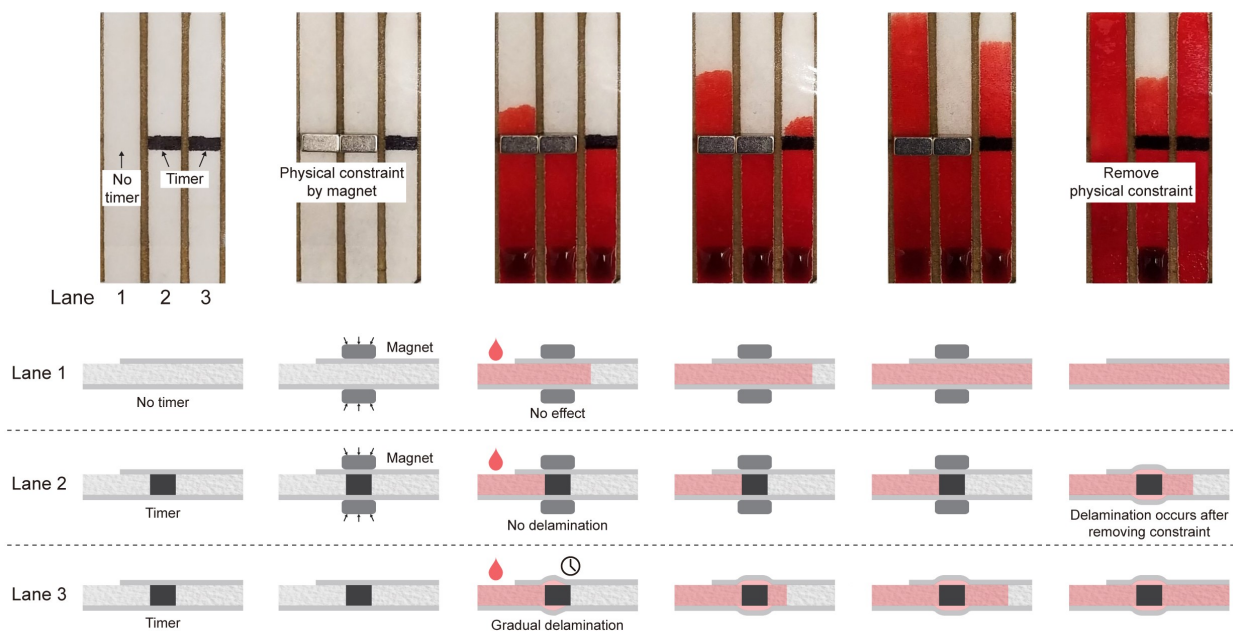 No
timer
Timer
Physical constraint
by magnet
Remove
physical constraint
Lane 1 2 3
Lane 1
No timer
Magnet
No effect
Lane 2
Timer
Magnet
No delamination
Delamination occurs after
removing constraint
Lane 3
Timer
Gradual delamination